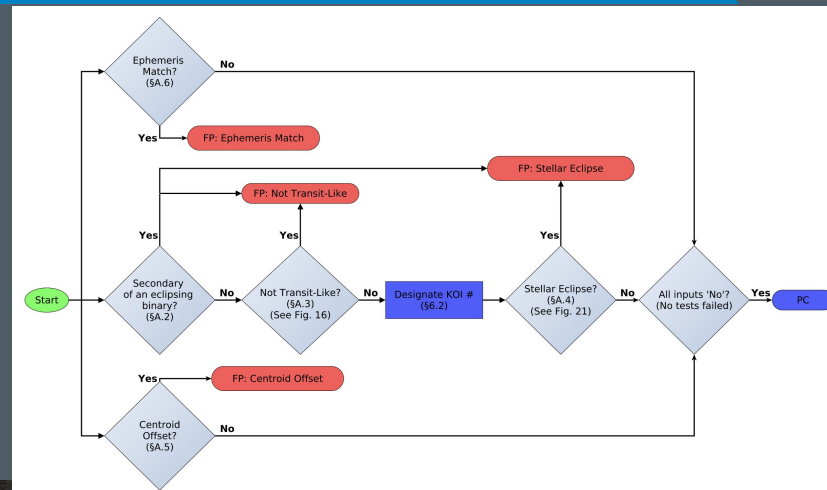 Ephemeris
Match?
(§A.6)
No
Yes
FP: Ephemeris Match
FP: Stellar Eclipse
FP: Not Transit-Like
Yes
Yes
Yes
Start
Secondary
of an eclipsing
binary?
(§A.2)
No
Not Transit-Like?
(§A.3)
(See Fig. 16)
No
Designate KOI #
(§6.2)
Stellar Eclipse?
(§A.4)
(See Fig. 21)
No
All inputs 'No'?
(No tests failed)
Yes
PC
Yes
FP: Centroid Offset
Centroid
Offset?
(§A.5)
No